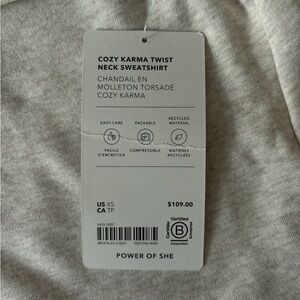 COZY KARMA TWIST
NECK SWEATSHIRT
CHANDAIL EN
MOLLETON TORSADÉ
COZY KARMA
EASY-CARE
PACKABLE
RECYCLED
MATERIAL
FACILE
D'ENTRETIEN
COMPRESSIBLE
MATIÈRES
RECYCLÉES
US XS
CA TP
$109.00
Certified
B
Corporation
POWER OF SHE